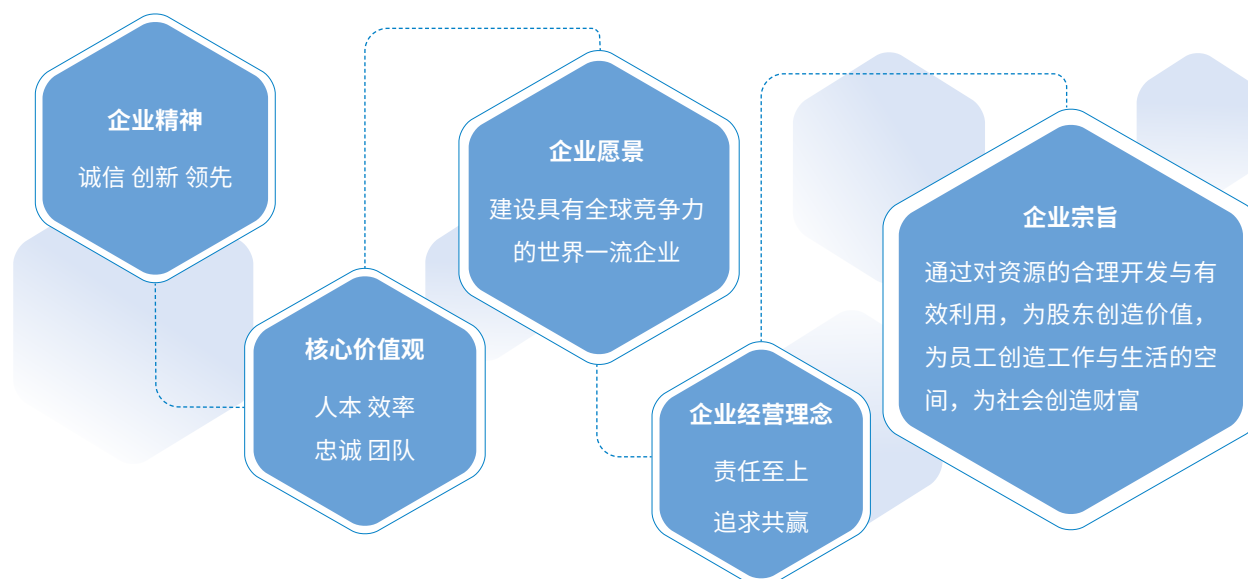 企业精神
诚信 创新 领先
核心价值观
人本 效率
忠诚 团队
企业愿景
建设具有全球竞争力
的世界一流企业
企业经营理念
责任至上
追求共赢
企业宗旨
通过对资源的合理开发与有
效利用，为股东创造价值，
为员工创造工作与生活的空
间，为社会创造财富